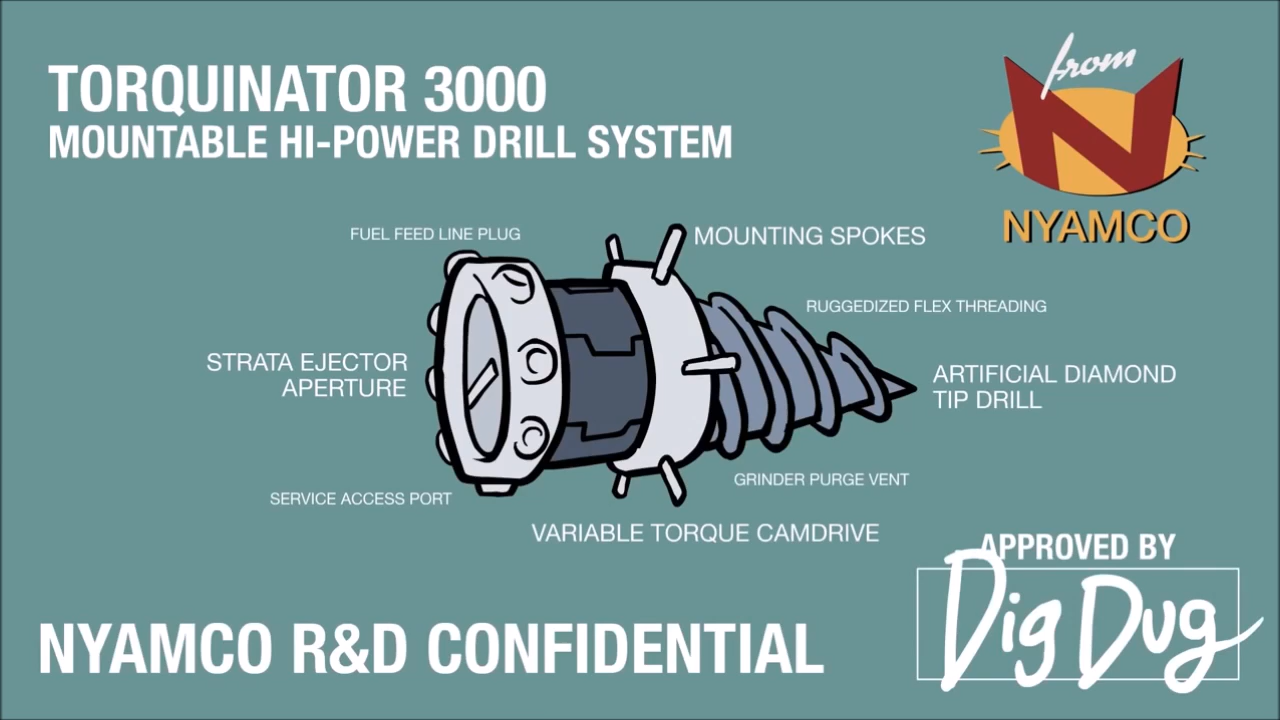 TORQUINATOR 3000
MOUNTABLE HI-POWER DRILL SYSTEM
from
N
NYAMCO
FUEL FEED LINE PLUG
MOUNTING SPOKES
RUGGEDIZED FLEX THREADING
STRATA EJECTOR
APERTURE
ARTIFICIAL DIAMOND
TIP DRILL
GRINDER PURGE VENT
SERVICE ACCESS PORT
VARIABLE TORQUE CAMDRIVE
APPROVED BY
Dig Dug
NYAMCO R&D CONFIDENTIAL